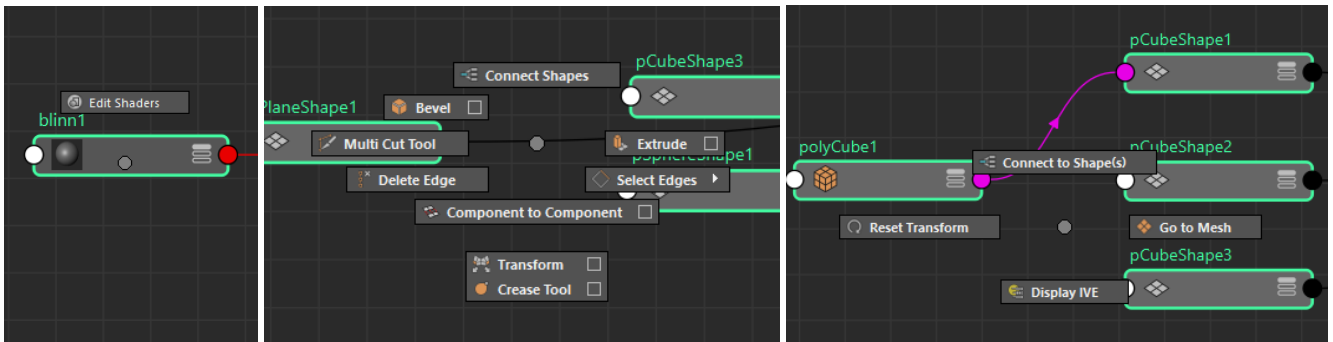 Edit Shaders
blinn1
pCubeShape3
Connect Shapes
PlaneShape1
Bevel
Multi Cut Tool
Extrude
pSphereShape1
Delete Edge
Select Edges
Component to Component
Transform
Crease Tool
pCubeShape1
polyCube1
pCubeShape2
Connect to Shape(s)
Reset Transform
Go to Mesh
pCubeShape3
Display IVE